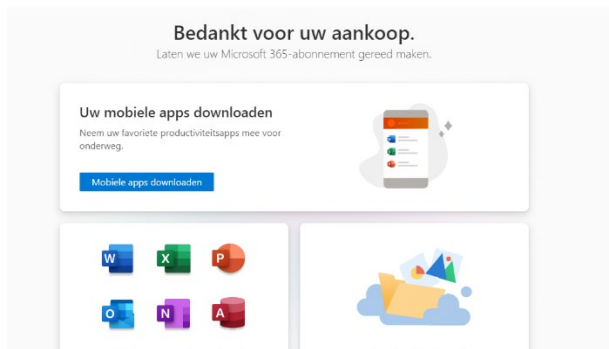 Bedankt voor uw aankoop.
Laten we uw Microsoft 365-abonnement gereed maken.
Uw mobiele apps downloaden
Neem uw favoriete productiviteitsapps mee voor
onderweg.
Mobiele apps downloaden
W X P
O N A